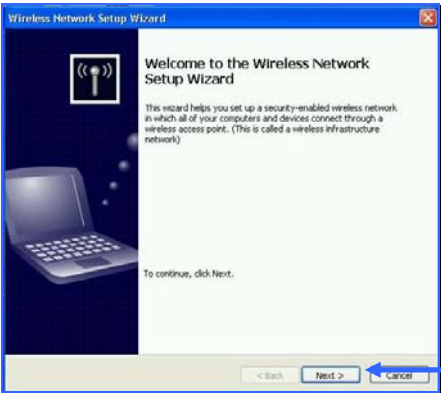 Wireless Network Setup Wizard
Welcome to the Wireless Network
Setup Wizard
This wizard helps you set up a security-enabled wireless network
in which all of your computers and devices connect through a
wireless access point. (This is called a wireless infrastructure
network)
To continue, click Next.
< Back Next > Cancel